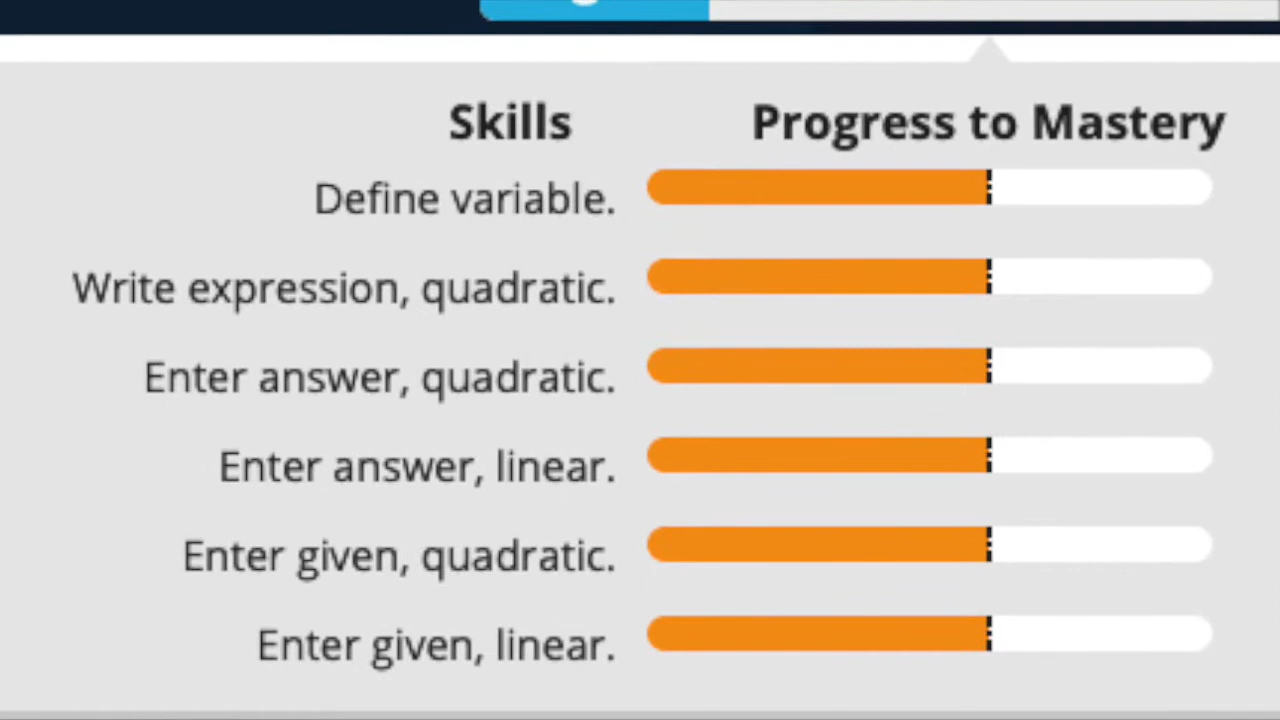 Skills Progress to Mastery
Define variable.
Write expression, quadratic.
Enter answer, quadratic.
Enter answer, linear.
Enter given, quadratic.
Enter given, linear.